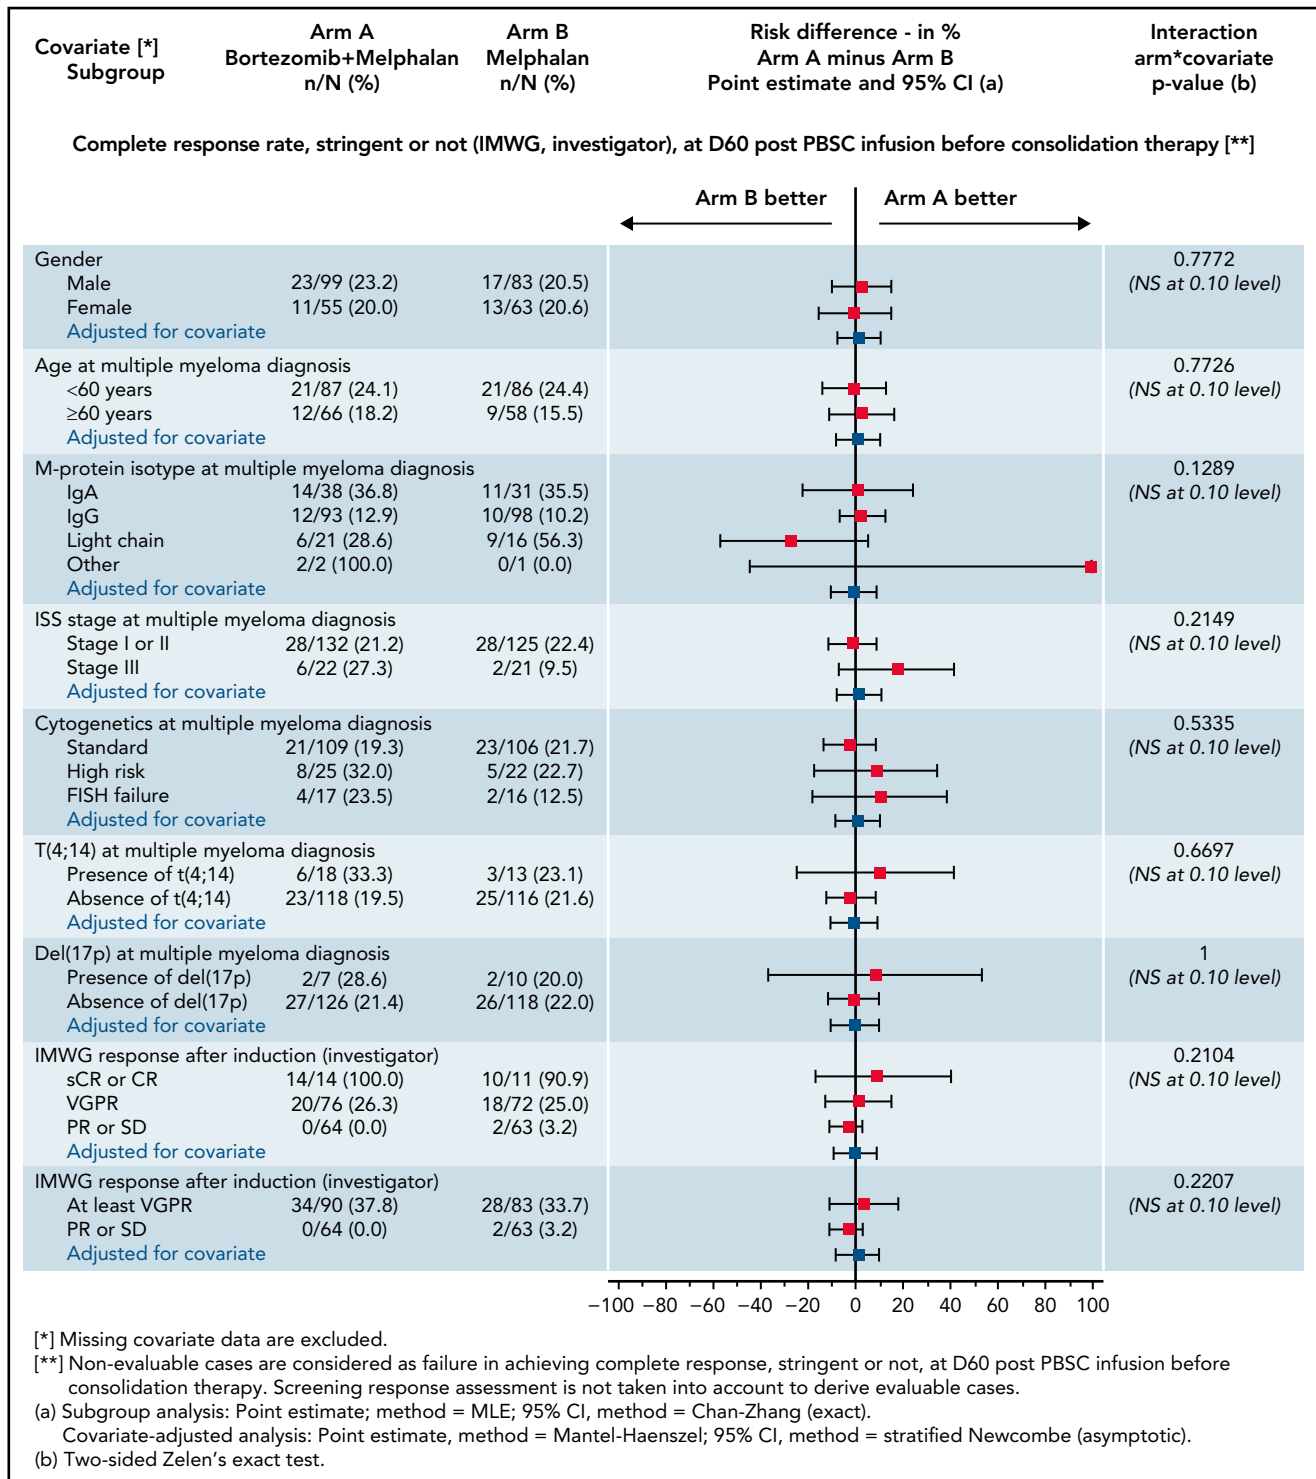 Covariate [*]
Subgroup
Arm A
Bortezomib+Melphalan
n/N (%)
Arm B
Melphalan
n/N (%)
Risk difference - in %
Arm A minus Arm B
Point estimate and 95% CI (a)
Interaction
arm*covariate
p-value (b)
Complete response rate, stringent or not (IMWG, investigator), at D60 post PBSC infusion before consolidation therapy [**]
Arm B better Arm A better
Gender 0.7772
Male 23/99 (23.2) 17/83 (20.5) (NS at 0.10 level)
Female 11/55 (20.0) 13/63 (20.6)
Adjusted for covariate
Age at multiple myeloma diagnosis 0.7726
<60 years 21/87 (24.1) 21/86 (24.4) (NS at 0.10 level)
≥60 years 12/66 (18.2) 9/58 (15.5)
Adjusted for covariate
M-protein isotype at multiple myeloma diagnosis 0.1289
IgA 14/38 (36.8) 11/31 (35.5) (NS at 0.10 level)
IgG 12/93 (12.9) 10/98 (10.2)
Light chain 6/21 (28.6) 9/16 (56.3)
Other 2/2 (100.0) 0/1 (0.0)
Adjusted for covariate
ISS stage at multiple myeloma diagnosis 0.2149
Stage I or II 28/132 (21.2) 28/125 (22.4) (NS at 0.10 level)
Stage III 6/22 (27.3) 2/21 (9.5)
Adjusted for covariate
Cytogenetics at multiple myeloma diagnosis 0.5335
Standard 21/109 (19.3) 23/106 (21.7) (NS at 0.10 level)
High risk 8/25 (32.0) 5/22 (22.7)
FISH failure 4/17 (23.5) 2/16 (12.5)
Adjusted for covariate
T(4;14) at multiple myeloma diagnosis 0.6697
Presence of t(4;14) 6/18 (33.3) 3/13 (23.1) (NS at 0.10 level)
Absence of t(4;14) 23/118 (19.5) 25/116 (21.6)
Adjusted for covariate
Del(17p) at multiple myeloma diagnosis 1
Presence of del(17p) 2/7 (28.6) 2/10 (20.0) (NS at 0.10 level)
Absence of del(17p) 27/126 (21.4) 26/118 (22.0)
Adjusted for covariate
IMWG response after induction (investigator) 0.2104
sCR or CR 14/14 (100.0) 10/11 (90.9) (NS at 0.10 level)
VGPR 20/76 (26.3) 18/72 (25.0)
PR or SD 0/64 (0.0) 2/63 (3.2)
Adjusted for covariate
IMWG response after induction (investigator) 0.2207
At least VGPR 34/90 (37.8) 28/83 (33.7) (NS at 0.10 level)
PR or SD 0/64 (0.0) 2/63 (3.2)
Adjusted for covariate
−100 −80 −60 −40 −20 0 20 40 60 80 100
[*] Missing covariate data are excluded.
[**] Non-evaluable cases are considered as failure in achieving complete response, stringent or not, at D60 post PBSC infusion before
consolidation therapy. Screening response assessment is not taken into account to derive evaluable cases.
(a) Subgroup analysis: Point estimate; method = MLE; 95% CI, method = Chan-Zhang (exact).
Covariate-adjusted analysis: Point estimate, method = Mantel-Haenszel; 95% CI, method = stratified Newcombe (asymptotic).
(b) Two-sided Zelen's exact test.